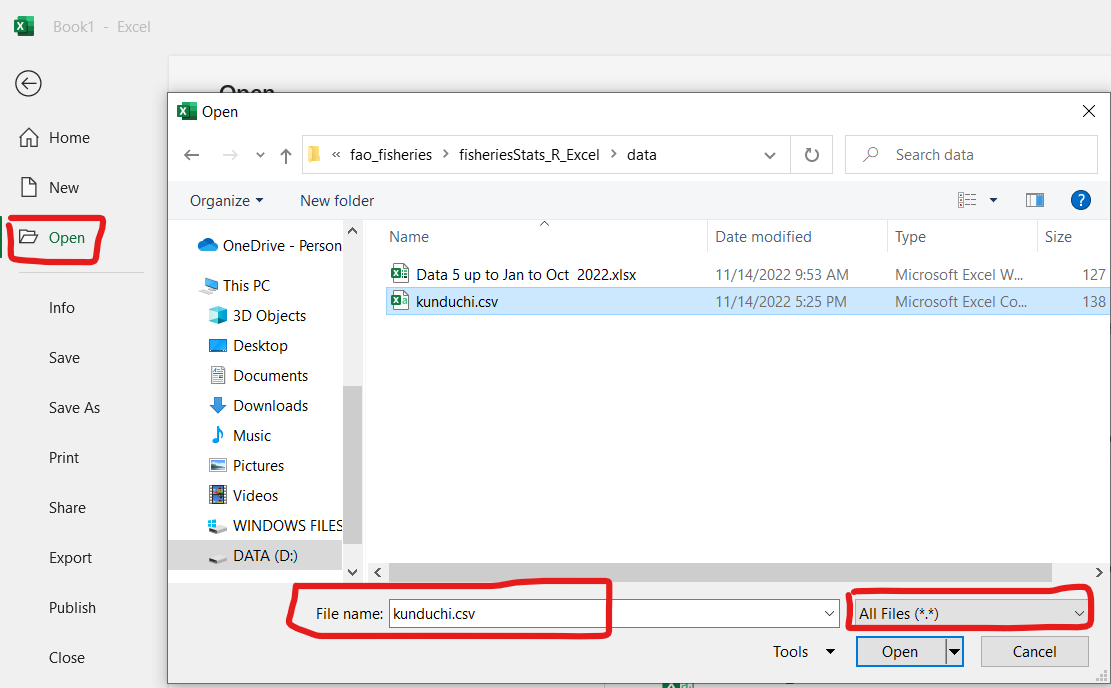 Book1 - Excel
Open
Home
New
Open
Info
Save
Save As
Print
Share
Export
Publish
Close
Open
« fao_fisheries > fisheriesStats_R_Excel > data
Search data
Organize
New folder
?
OneDrive - Person
This PC
3D Objects
Desktop
Documents
Downloads
Music
Pictures
Videos
WINDOWS FILES
DATA (D:)
Name Date modified Type Size
Data 5 up to Jan to Oct 2022.xlsx 11/14/2022 9:53 AM Microsoft Excel W... 127
kunduchi.csv 11/14/2022 5:25 PM Microsoft Excel Co... 138
File name: kunduchi.csv
All Files (*.*)
Tools
Open
Cancel